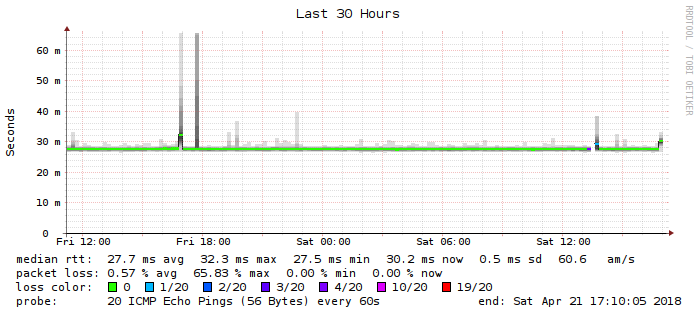 Last 30 Hours
RRDTOOL / TOBI OETIKER
Seconds
60 m
50 m
40 m
30 m
20 m
10 m
0
Fri 12:00 Fri 18:00 Sat 00:00 Sat 06:00 Sat 12:00
median rtt: 27.7 ms avg 32.3 ms max 27.5 ms min 30.2 ms now 0.5 ms sd 60.6 am/s
packet loss: 0.57 % avg 65.83 % max 0.00 % min 0.00 % now
loss color: 0 1/20 2/20 3/20 4/20 10/20 19/20
probe: 20 ICMP Echo Pings (56 Bytes) every 60s end: Sat Apr 21 17:10:05 2018